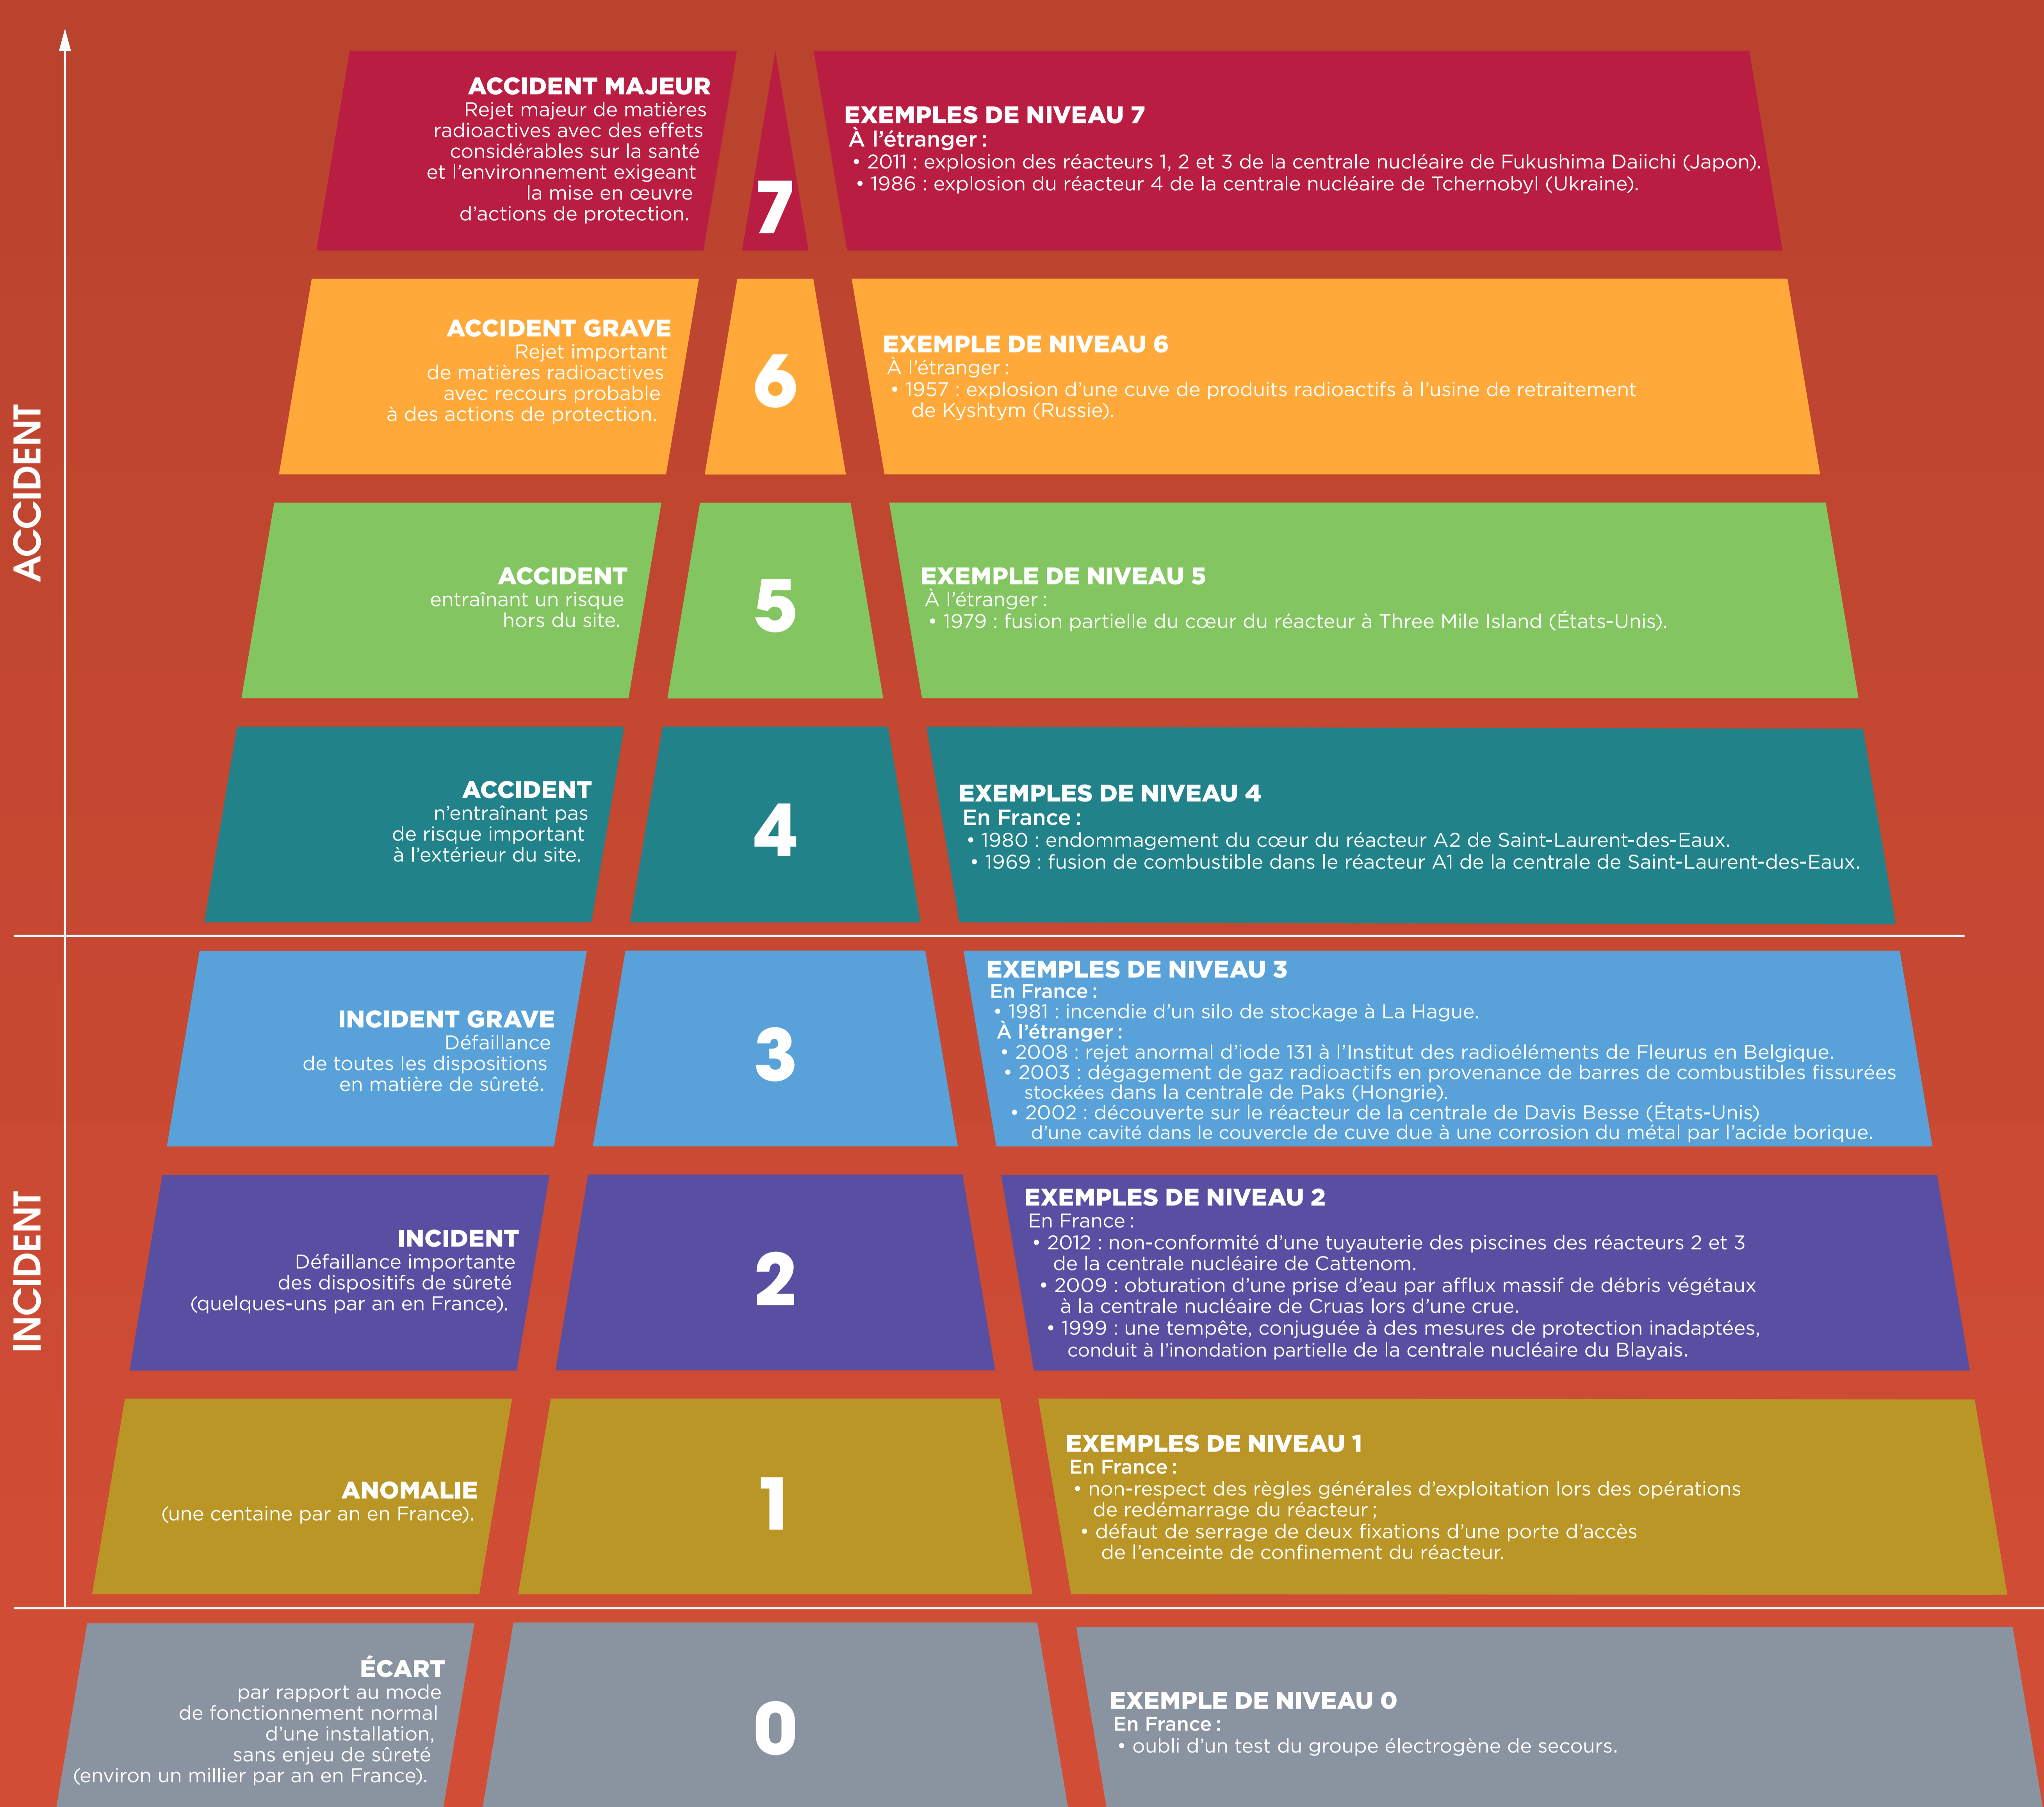 ACCIDENT
INCIDENT
ACCIDENT MAJEUR
Rejet majeur de matières
radioactives avec des effets
considérables sur la santé
et l’environnement exigeant
la mise en œuvre
d’actions de protection.
7
EXEMPLES DE NIVEAU 7
À l’étranger :
• 2011 : explosion des réacteurs 1, 2 et 3 de la centrale nucléaire de Fukushima Daiichi (Japon).
• 1986 : explosion du réacteur 4 de la centrale nucléaire de Tchernobyl (Ukraine).
ACCIDENT GRAVE
Rejet important
de matières radioactives
avec recours probable
à des actions de protection.
6
EXEMPLE DE NIVEAU 6
À l’étranger :
• 1957 : explosion d’une cuve de produits radioactifs à l’usine de retraitement
de Kyshtym (Russie).
ACCIDENT
entraînant un risque
hors du site.
5
EXEMPLE DE NIVEAU 5
À l’étranger :
• 1979 : fusion partielle du cœur du réacteur à Three Mile Island (États-Unis).
ACCIDENT
n’entraînant pas
de risque important
à l’extérieur du site.
4
EXEMPLES DE NIVEAU 4
En France :
• 1980 : endommagement du cœur du réacteur A2 de Saint-Laurent-des-Eaux.
• 1969 : fusion de combustible dans le réacteur A1 de la centrale de Saint-Laurent-des-Eaux.
INCIDENT GRAVE
Défaillance
de toutes les dispositions
en matière de sûreté.
3
EXEMPLES DE NIVEAU 3
En France :
• 1981 : incendie d’un silo de stockage à La Hague.
À l’étranger :
• 2008 : rejet anormal d’iode 131 à l’Institut des radioéléments de Fleurus en Belgique.
• 2003 : dégagement de gaz radioactifs en provenance de barres de combustibles fissurées
stockées dans la centrale de Paks (Hongrie).
• 2002 : découverte sur le réacteur de la centrale de Davis Besse (États-Unis)
d’une cavité dans le couvercle de cuve due à une corrosion du métal par l’acide borique.
INCIDENT
Défaillance importante
des dispositifs de sûreté
(quelques-uns par an en France).
2
EXEMPLES DE NIVEAU 2
En France :
• 2012 : non-conformité d’une tuyauterie des piscines des réacteurs 2 et 3
de la centrale nucléaire de Cattenom.
• 2009 : obturation d’une prise d’eau par afflux massif de débris végétaux
à la centrale nucléaire de Cruas lors d’une crue.
• 1999 : une tempête, conjuguée à des mesures de protection inadaptées,
conduit à l’inondation partielle de la centrale nucléaire du Blayais.
ANOMALIE
(une centaine par an en France).
1
EXEMPLES DE NIVEAU 1
En France :
• non-respect des règles générales d’exploitation lors des opérations
de redémarrage du réacteur ;
• défaut de serrage de deux fixations d’une porte d’accès
de l’enceinte de confinement du réacteur.
ÉCART
par rapport au mode
de fonctionnement normal
d’une installation,
sans enjeu de sûreté
(environ un millier par an en France).
0
EXEMPLE DE NIVEAU 0
En France :
• oubli d’un test du groupe électrogène de secours.